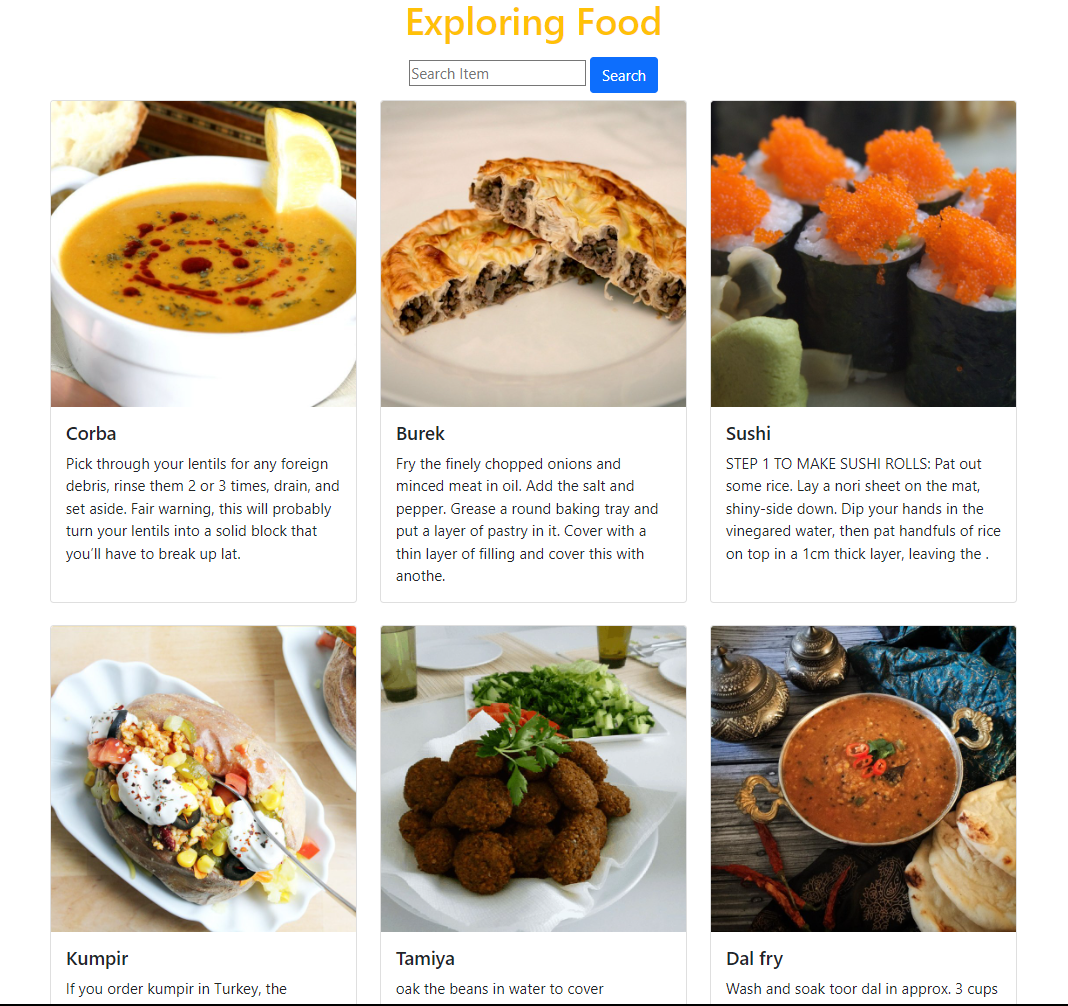 Exploring Food
Search Item
Search
Corba
Pick through your lentils for any foreign
debris, rinse them 2 or 3 times, drain, and
set aside. Fair warning, this will probably
turn your lentils into a solid block that
you’ll have to break up lat.
Burek
Fry the finely chopped onions and
minced meat in oil. Add the salt and
pepper. Grease a round baking tray and
put a layer of pastry in it. Cover with a
thin layer of filling and cover this with
anothe.
Sushi
STEP 1 TO MAKE SUSHI ROLLS: Pat out
some rice. Lay a nori sheet on the mat,
shiny-side down. Dip your hands in the
vinegared water, then pat handfuls of rice
on top in a 1cm thick layer, leaving the .
Kumpir
If you order kumpir in Turkey, the
Tamiya
oak the beans in water to cover
Dal fry
Wash and soak toor dal in approx. 3 cups